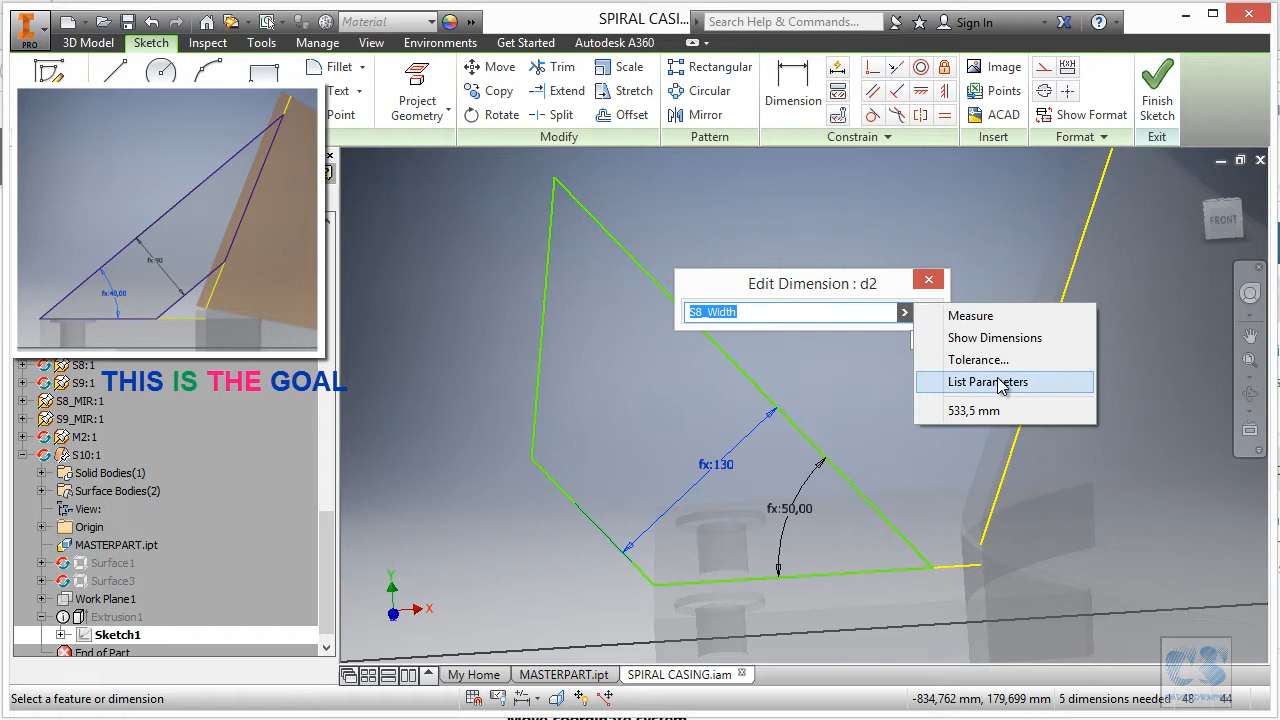 Material
SPIRAL CASING...
Search Help & Commands...
Sign In
PRO
3D Model
Sketch
Inspect
Tools
Manage
View
Environments
Get Started
Autodesk A360
Fillet
Text
Point
Project
Geometry
Move
Copy
Rotate
Trim
Extend
Split
Scale
Stretch
Offset
Modify
Rectangular
Circular
Mirror
Pattern
Dimension
Constrain
Image
Points
ACAD
Insert
Show Format
Format
Finish
Sketch
Exit
fx:90
fx:40,00
THIS IS THE GOAL
S8:1
S9:1
S8_MIR:1
S9_MIR:1
M2:1
S10:1
Solid Bodies(1)
Surface Bodies(2)
View:
Origin
MASTERPART.ipt
Surface1
Surface3
Work Plane1
Extrusion1
Sketch1
End of Part
FRONT
Edit Dimension : d2
S8_Width
Measure
Show Dimensions
Tolerance...
List Parameters
533,5 mm
fx:130
fx:50,00
Y
X
My Home
MASTERPART.ipt
SPIRAL CASING.iam
Select a feature or dimension
-834,762 mm, 179,699 mm
5 dimensions needed
48
44
CS